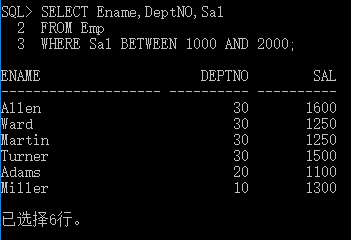 SQL> SELECT Ename,DeptNO,Sal
2 FROM Emp
3 WHERE Sal BETWEEN 1000 AND 2000;
ENAME DEPTNO SAL
-------------------- ---------- ----------
Allen 30 1600
Ward 30 1250
Martin 30 1250
Turner 30 1500
Adams 20 1100
Miller 10 1300
已选择6行。